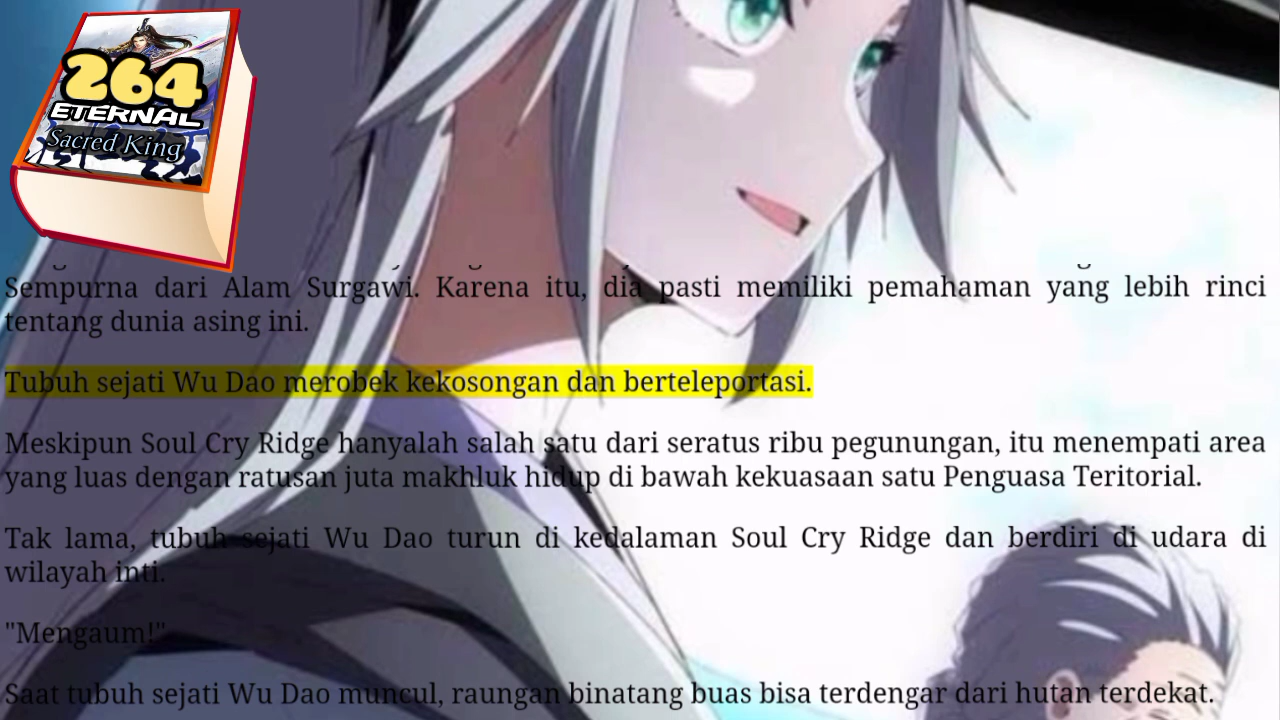 264
ETERNAL
Sacred King
Sempurna dari Alam Surgawi. Karena itu, dia pasti memiliki pemahaman yang lebih rinci
tentang dunia asing ini.
Tubuh sejati Wu Dao merobek kekosongan dan berteleportasi.
Meskipun Soul Cry Ridge hanyalah salah satu dari seratus ribu pegunungan, itu menempati area
yang luas dengan ratusan juta makhluk hidup di bawah kekuasaan satu Penguasa Teritorial.
Tak lama, tubuh sejati Wu Dao turun di kedalaman Soul Cry Ridge dan berdiri di udara di
wilayah inti.
"Mengaum!"
Saat tubuh sejati Wu Dao muncul, raungan binatang buas bisa terdengar dari hutan terdekat.